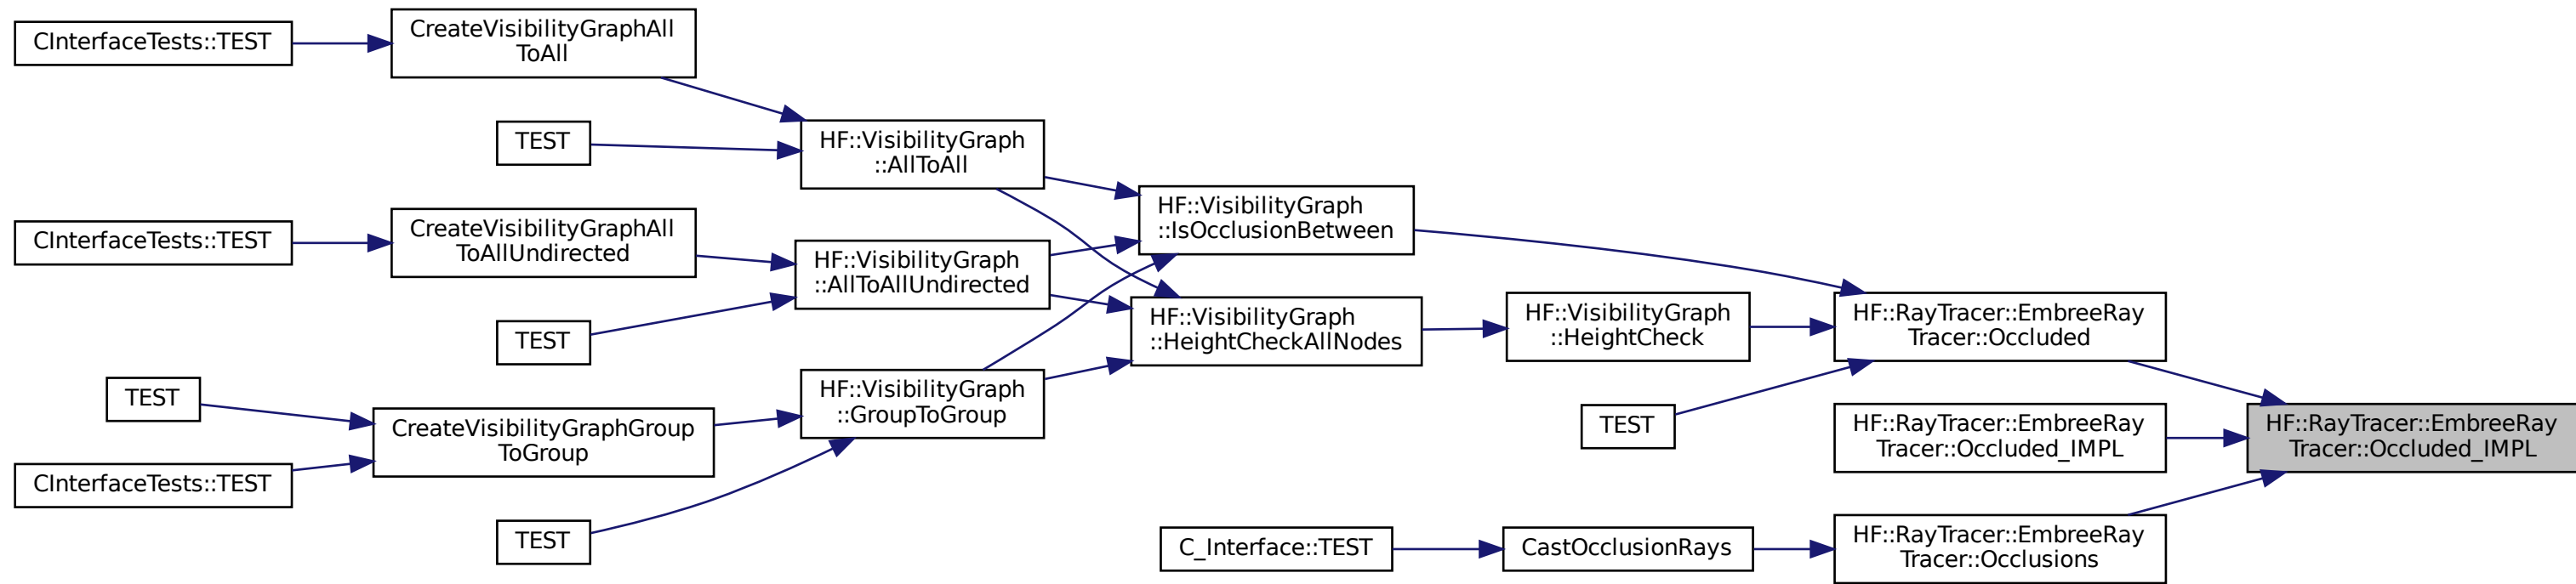 CInterfaceTests::TEST
CreateVisibilityGraphAll
ToAll
TEST
HF::VisibilityGraph
::AllToAll
CInterfaceTests::TEST
CreateVisibilityGraphAll
ToAllUndirected
HF::VisibilityGraph
::AllToAllUndirected
TEST
HF::VisibilityGraph
::IsOcclusionBetween
HF::VisibilityGraph
::HeightCheckAllNodes
HF::VisibilityGraph
::HeightCheck
HF::RayTracer::EmbreeRay
Tracer::Occluded
TEST
TEST
CInterfaceTests::TEST
CreateVisibilityGraphGroup
ToGroup
HF::VisibilityGraph
::GroupToGroup
TEST
HF::RayTracer::EmbreeRay
Tracer::Occluded_IMPL
HF::RayTracer::EmbreeRay
Tracer::Occluded_IMPL
C_Interface::TEST
CastOcclusionRays
HF::RayTracer::EmbreeRay
Tracer::Occlusions